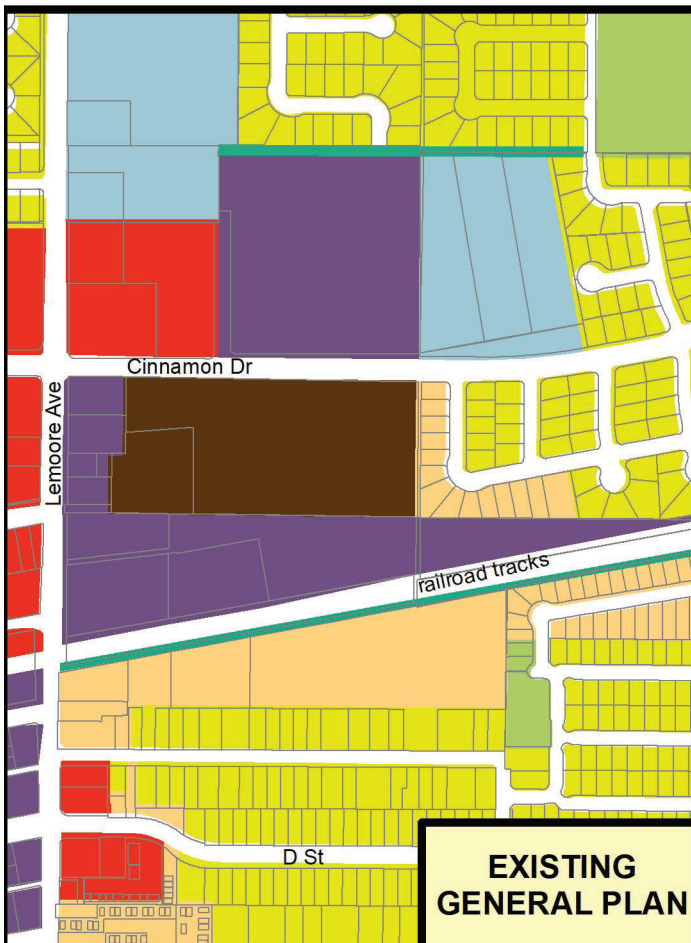 Cinnamon Dr
Lemoore Ave
railroad tracks
D St
EXISTING
GENERAL PLAN